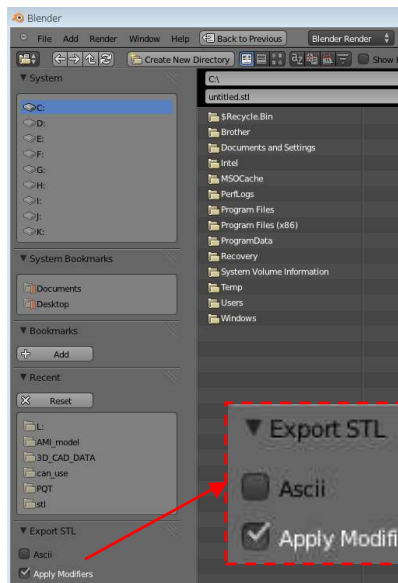 Blender
File Add Render Window Help Back to Previous Blender Render
Create New Directory Show
System
C:\
untitled.stl
C:
D:
E:
F:
G:
H:
I:
J:
K:
$Recycle.Bin
Brother
Documents and Settings
Intel
MSOCache
PerfLogs
Program Files
Program Files (x86)
ProgramData
Recovery
System Volume Information
Temp
Users
Windows
System Bookmarks
Documents
Desktop
Bookmarks
Add
Recent
Reset
L:
AMI_model
3D_CAD_DATA
can_use
PQT
stl
Export STL
Ascii
Apply Modifiers
Export STL
Ascii
Apply Modifi